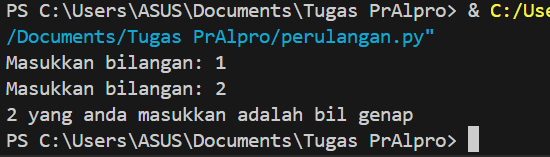 PS C:\Users\ASUS\Documents\Tugas PrAlpro> & C:/Use
/Documents/Tugas PrAlpro/perulangan.py"
Masukkan bilangan: 1
Masukkan bilangan: 2
2 yang anda masukkan adalah bil genap
PS C:\Users\ASUS\Documents\Tugas PrAlpro>